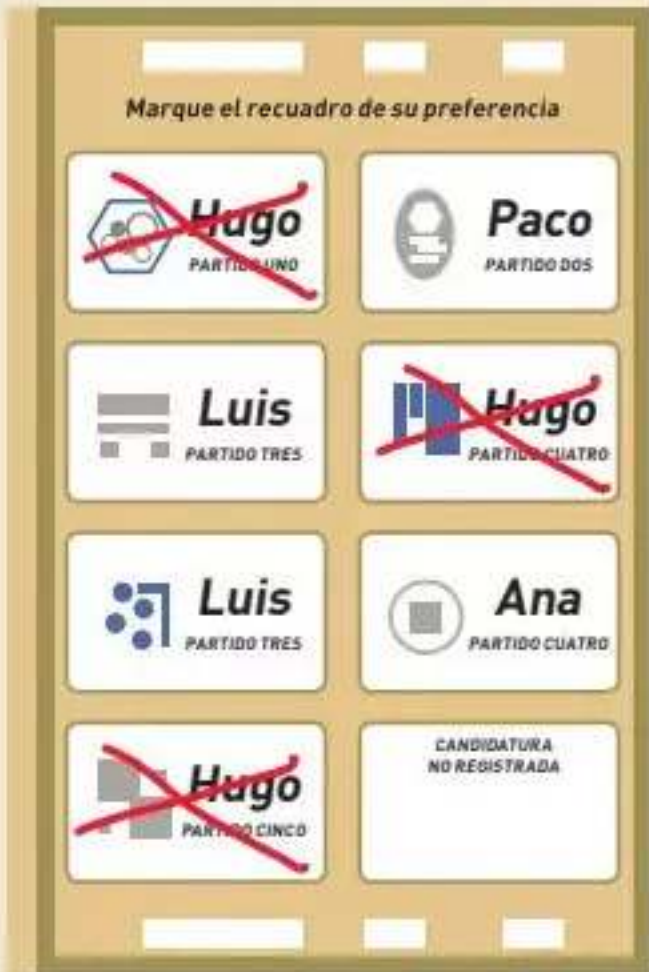 Marque el recuadro de su preferencia
Hugo
PARTIDO UNO
Paco
PARTIDO DOS
Luis
PARTIDO TRES
Hugo
PARTIDO CUATRO
Luis
PARTIDO TRES
Ana
PARTIDO CUATRO
Hugo
PARTIDO CINCO
CANDIDATURA
NO REGISTRADA